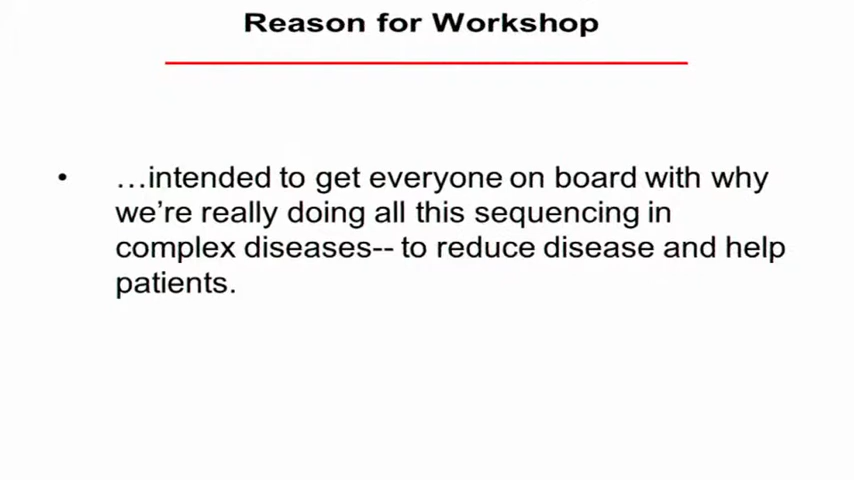 Reason for Workshop
• …intended to get everyone on board with why
we’re really doing all this sequencing in
complex diseases-- to reduce disease and help
patients.